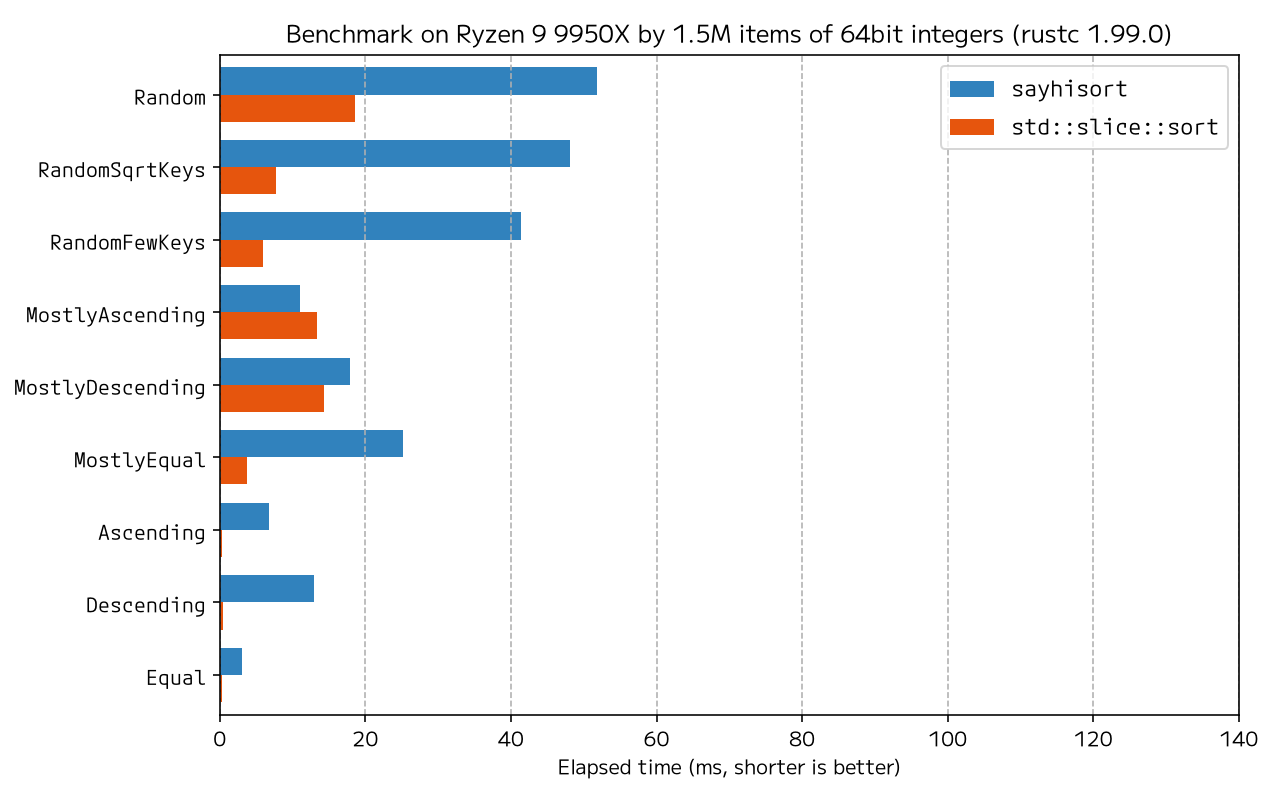 Benchmark on Ryzen 9 9950X by 1.5M items of 64bit integers (rustc 1.99.0)
sayhisort
std::slice::sort
Random
RandomSqrtKeys
RandomFewKeys
MostlyAscending
MostlyDescending
MostlyEqual
Ascending
Descending
Equal
0 20 40 60 80 100 120 140
Elapsed time (ms, shorter is better)